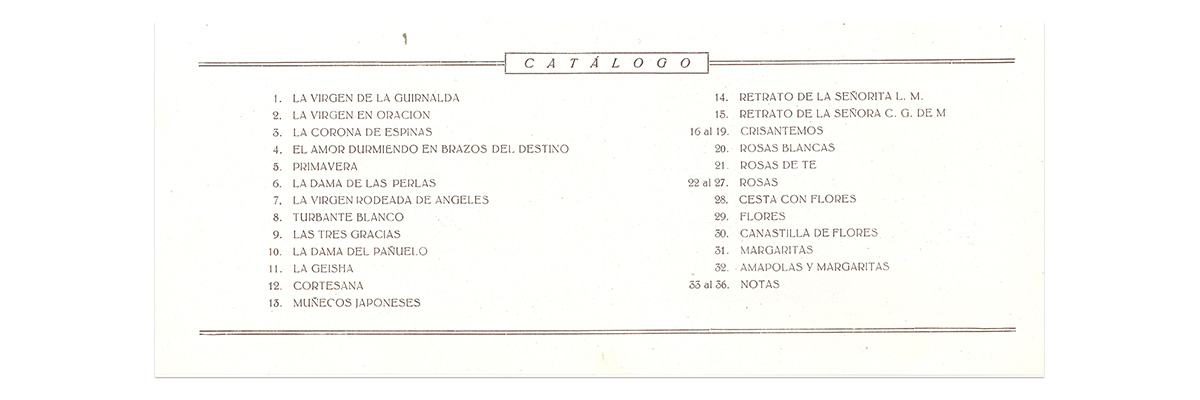 CATÁLOGO
1. LA VIRGEN DE LA GUIRNALDA
2. LA VIRGEN EN ORACION
3. LA CORONA DE ESPINAS
4. EL AMOR DURMIENDO EN BRAZOS DEL DESTINO
5. PRIMAVERA
6. LA DAMA DE LAS PERLAS
7. LA VIRGEN RODEADA DE ANGELES
8. TURBANTE BLANCO
9. LAS TRES GRACIAS
10. LA DAMA DEL PAÑUELO
11. LA GEISHA
12. CORTESANA
13. MUÑECOS JAPONESES
14. RETRATO DE LA SEÑORITA L. M.
15. RETRATO DE LA SEÑORA C. G. DE M
16 al 19. CRISANTEMOS
20. ROSAS BLANCAS
21. ROSAS DE TE
22 al 27. ROSAS
28. CESTA CON FLORES
29. FLORES
30. CANASTILLA DE FLORES
31. MARGARITAS
32. AMAPOLAS Y MARGARITAS
33 al 36. NOTAS